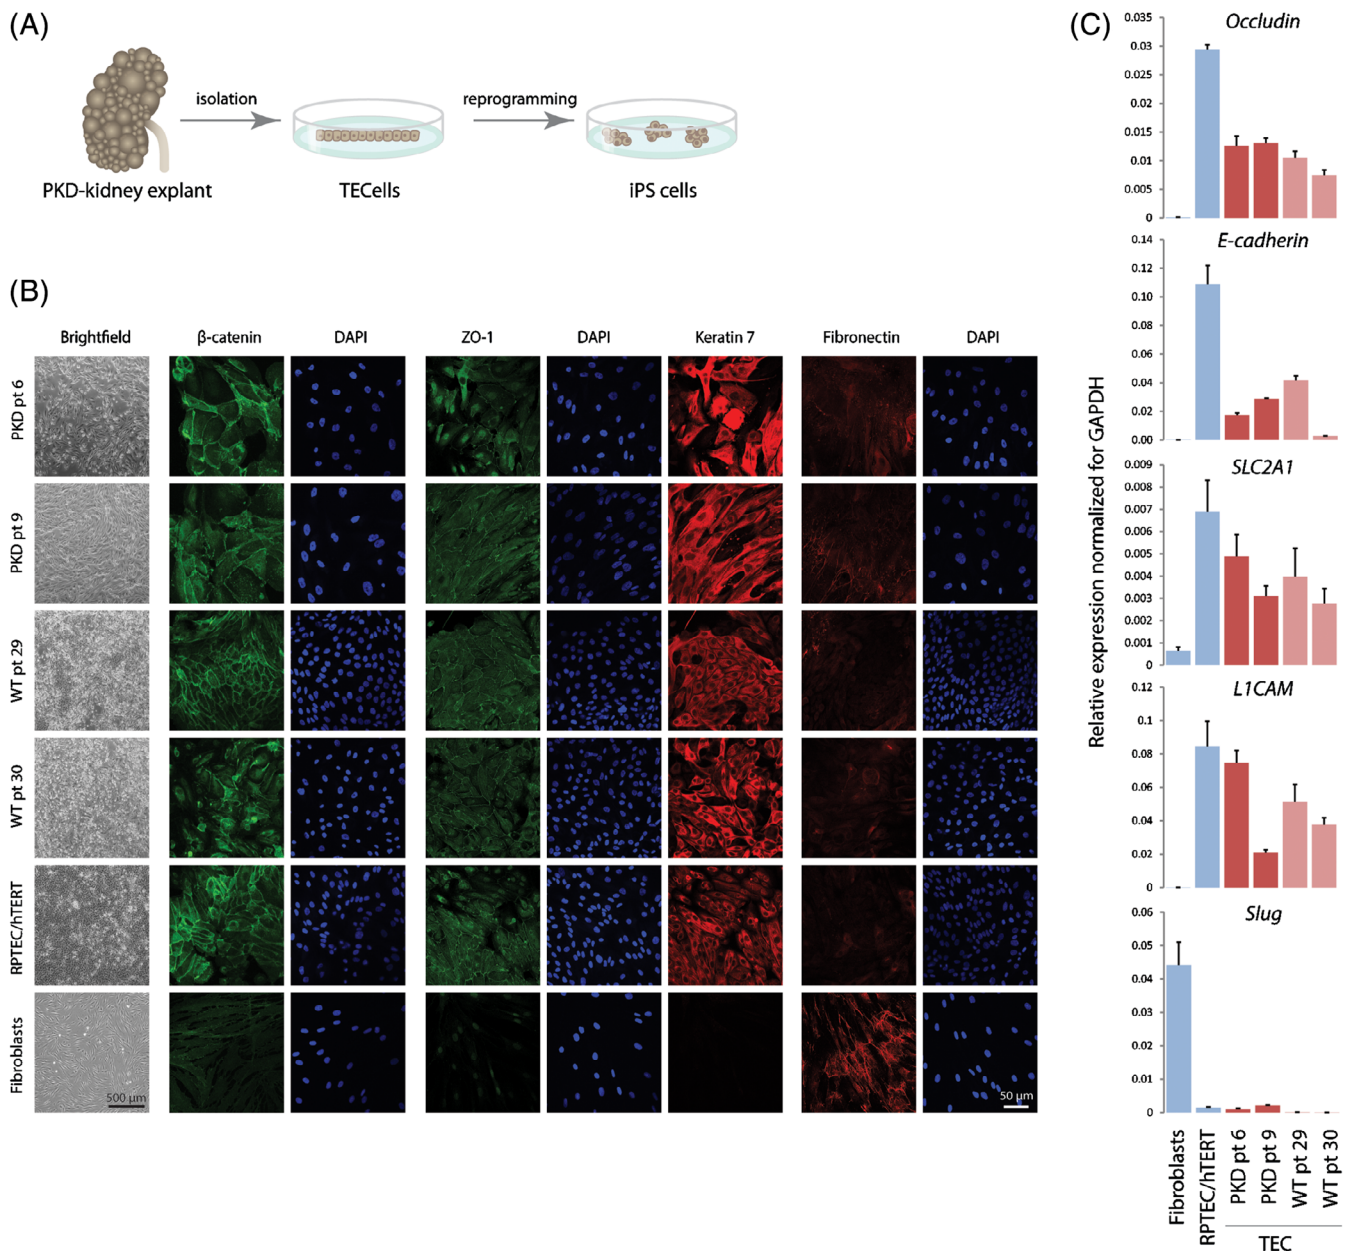 (A)
isolation
reprogramming
PKD-kidney explant
TECells
iPS cells
(B)
Brightfield
β-catenin
DAPI
ZO-1
DAPI
Keratin 7
Fibronectin
DAPI
PKD pt 6
PKD pt 9
WT pt 29
WT pt 30
RPTEC/hTERT
Fibroblasts
500 µm
50 µm
(C)
Relative expression normalized for GAPDH
Occludin
0.035
0.03
0.025
0.02
0.015
0.01
0.005
0
E-cadherin
0.14
0.12
0.10
0.08
0.06
0.04
0.02
0.00
SLC2A1
0.009
0.008
0.007
0.006
0.005
0.004
0.003
0.002
0.001
0
L1CAM
0.12
0.1
0.08
0.06
0.04
0.02
0
Slug
0.06
0.05
0.04
0.03
0.02
0.01
0
Fibroblasts
RPTEC/hTERT
PKD pt 6
PKD pt 9
WT pt 29
WT pt 30
TEC